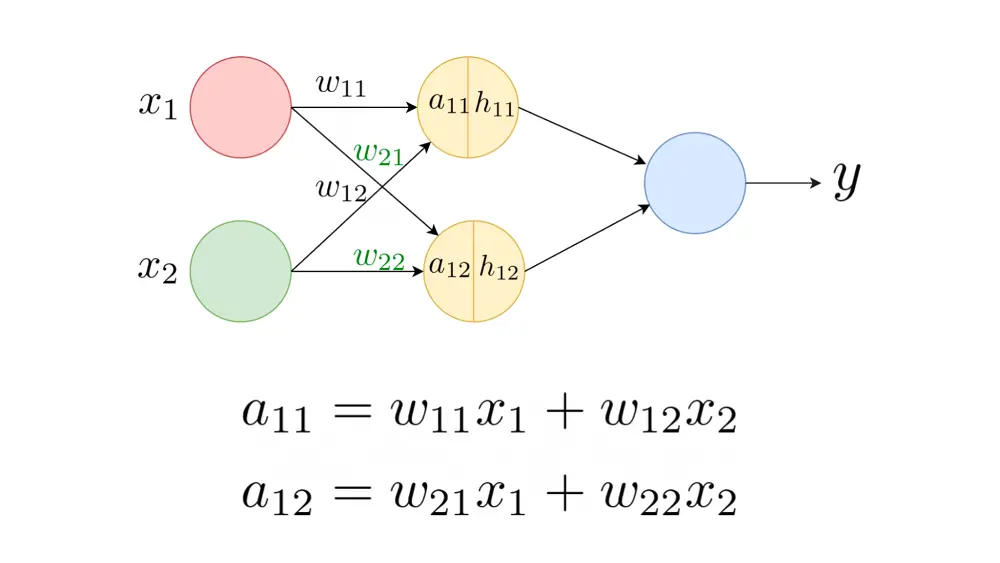 x₁ w₁₁ a₁₁ h₁₁
w₂₁
w₁₂ y
x₂ w₂₂ a₁₂ h₁₂
a₁₁ = w₁₁x₁ + w₁₂x₂
a₁₂ = w₂₁x₁ + w₂₂x₂